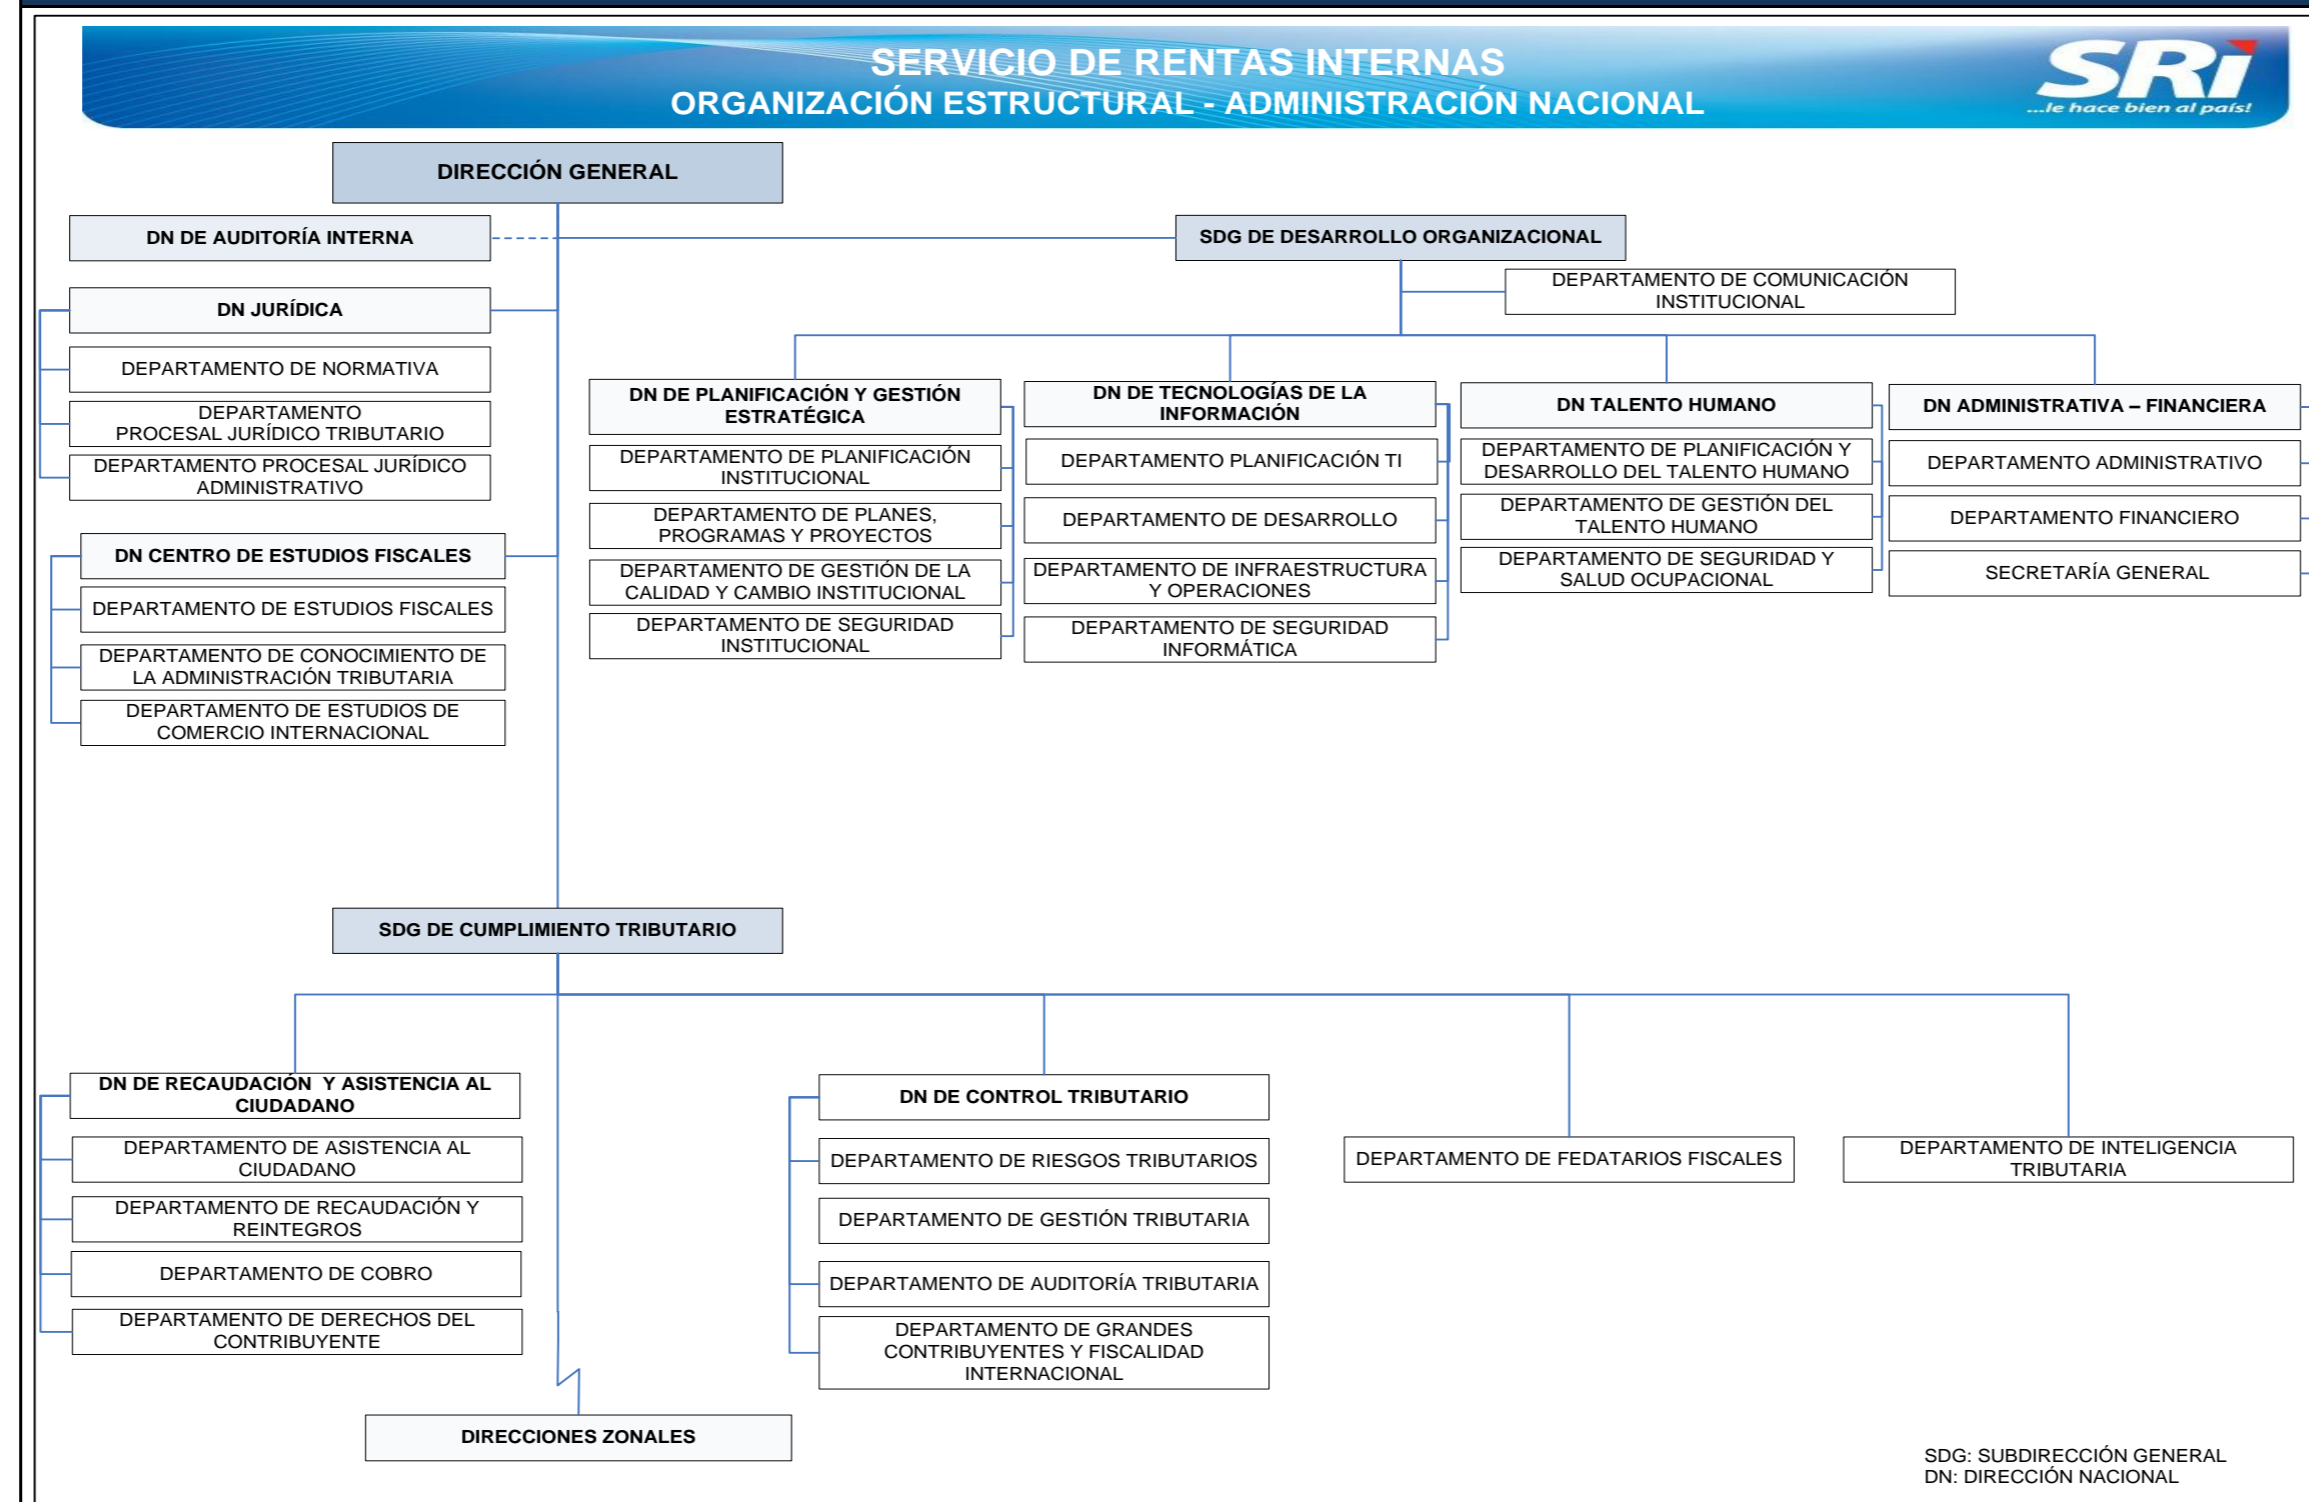 SERVICIO DE RENTAS INTERNAS
ORGANIZACIÓN ESTRUCTURAL - ADMINISTRACIÓN NACIONAL
SRi
...le hace bien al país!
DIRECCIÓN GENERAL
DN DE AUDITORÍA INTERNA
SDG DE DESARROLLO ORGANIZACIONAL
DEPARTAMENTO DE COMUNICACIÓN
INSTITUCIONAL
DN JURÍDICA
DEPARTAMENTO DE NORMATIVA
DEPARTAMENTO
PROCESAL JURÍDICO TRIBUTARIO
DEPARTAMENTO PROCESAL JURÍDICO
ADMINISTRATIVO
DN CENTRO DE ESTUDIOS FISCALES
DEPARTAMENTO DE ESTUDIOS FISCALES
DEPARTAMENTO DE CONOCIMIENTO DE
LA ADMINISTRACIÓN TRIBUTARIA
DEPARTAMENTO DE ESTUDIOS DE
COMERCIO INTERNACIONAL
DN DE PLANIFICACIÓN Y GESTIÓN
ESTRATÉGICA
DEPARTAMENTO DE PLANIFICACIÓN
INSTITUCIONAL
DEPARTAMENTO DE PLANES,
PROGRAMAS Y PROYECTOS
DEPARTAMENTO DE GESTIÓN DE LA
CALIDAD Y CAMBIO INSTITUCIONAL
DEPARTAMENTO DE SEGURIDAD
INSTITUCIONAL
DN DE TECNOLOGÍAS DE LA
INFORMACIÓN
DEPARTAMENTO PLANIFICACIÓN TI
DEPARTAMENTO DE DESARROLLO
DEPARTAMENTO DE INFRAESTRUCTURA
Y OPERACIONES
DEPARTAMENTO DE SEGURIDAD
INFORMÁTICA
DN TALENTO HUMANO
DEPARTAMENTO DE PLANIFICACIÓN Y
DESARROLLO DEL TALENTO HUMANO
DEPARTAMENTO DE GESTIÓN DEL
TALENTO HUMANO
DEPARTAMENTO DE SEGURIDAD Y
SALUD OCUPACIONAL
DN ADMINISTRATIVA – FINANCIERA
DEPARTAMENTO ADMINISTRATIVO
DEPARTAMENTO FINANCIERO
SECRETARÍA GENERAL
SDG DE CUMPLIMIENTO TRIBUTARIO
DN DE RECAUDACIÓN Y ASISTENCIA AL
CIUDADANO
DEPARTAMENTO DE ASISTENCIA AL
CIUDADANO
DEPARTAMENTO DE RECAUDACIÓN Y
REINTEGROS
DEPARTAMENTO DE COBRO
DEPARTAMENTO DE DERECHOS DEL
CONTRIBUYENTE
DN DE CONTROL TRIBUTARIO
DEPARTAMENTO DE RIESGOS TRIBUTARIOS
DEPARTAMENTO DE GESTIÓN TRIBUTARIA
DEPARTAMENTO DE AUDITORÍA TRIBUTARIA
DEPARTAMENTO DE GRANDES
CONTRIBUYENTES Y FISCALIDAD
INTERNACIONAL
DEPARTAMENTO DE FEDATARIOS FISCALES
DEPARTAMENTO DE INTELIGENCIA
TRIBUTARIA
DIRECCIONES ZONALES
SDG: SUBDIRECCIÓN GENERAL
DN: DIRECCIÓN NACIONAL